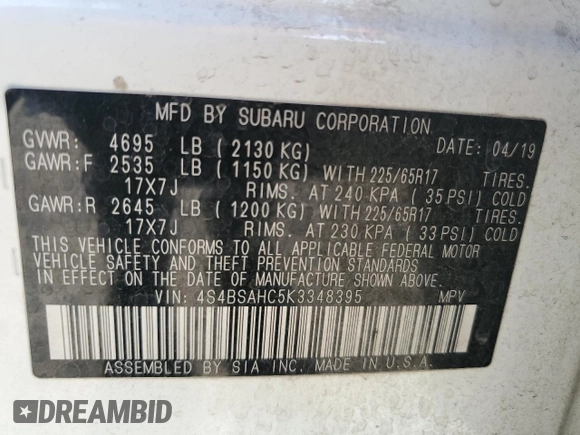 MFD BY SUBARU CORPORATION
GVWR: 4695 LB (2130 KG) DATE: 04/19
GAWR:F 2535 LB (1150 KG) WITH 225/65R17 TIRES.
17X7J RIMS. AT 240 KPA (35 PSI) COLD
GAWR:R 2645 LB (1200 KG) WITH 225/65R17 TIRES.
17X7J RIMS. AT 230 KPA (33 PSI) COLD
THIS VEHICLE CONFORMS TO ALL APPLICABLE FEDERAL MOTOR
VEHICLE SAFETY AND THEFT PREVENTION STANDARDS
IN EFFECT ON THE DATE OF MANUFACTURE SHOWN ABOVE.
VIN: 4S4BSAHC5K3348395 MPV
ASSEMBLED BY SIA INC. MADE IN U.S.A.
DREAMBID